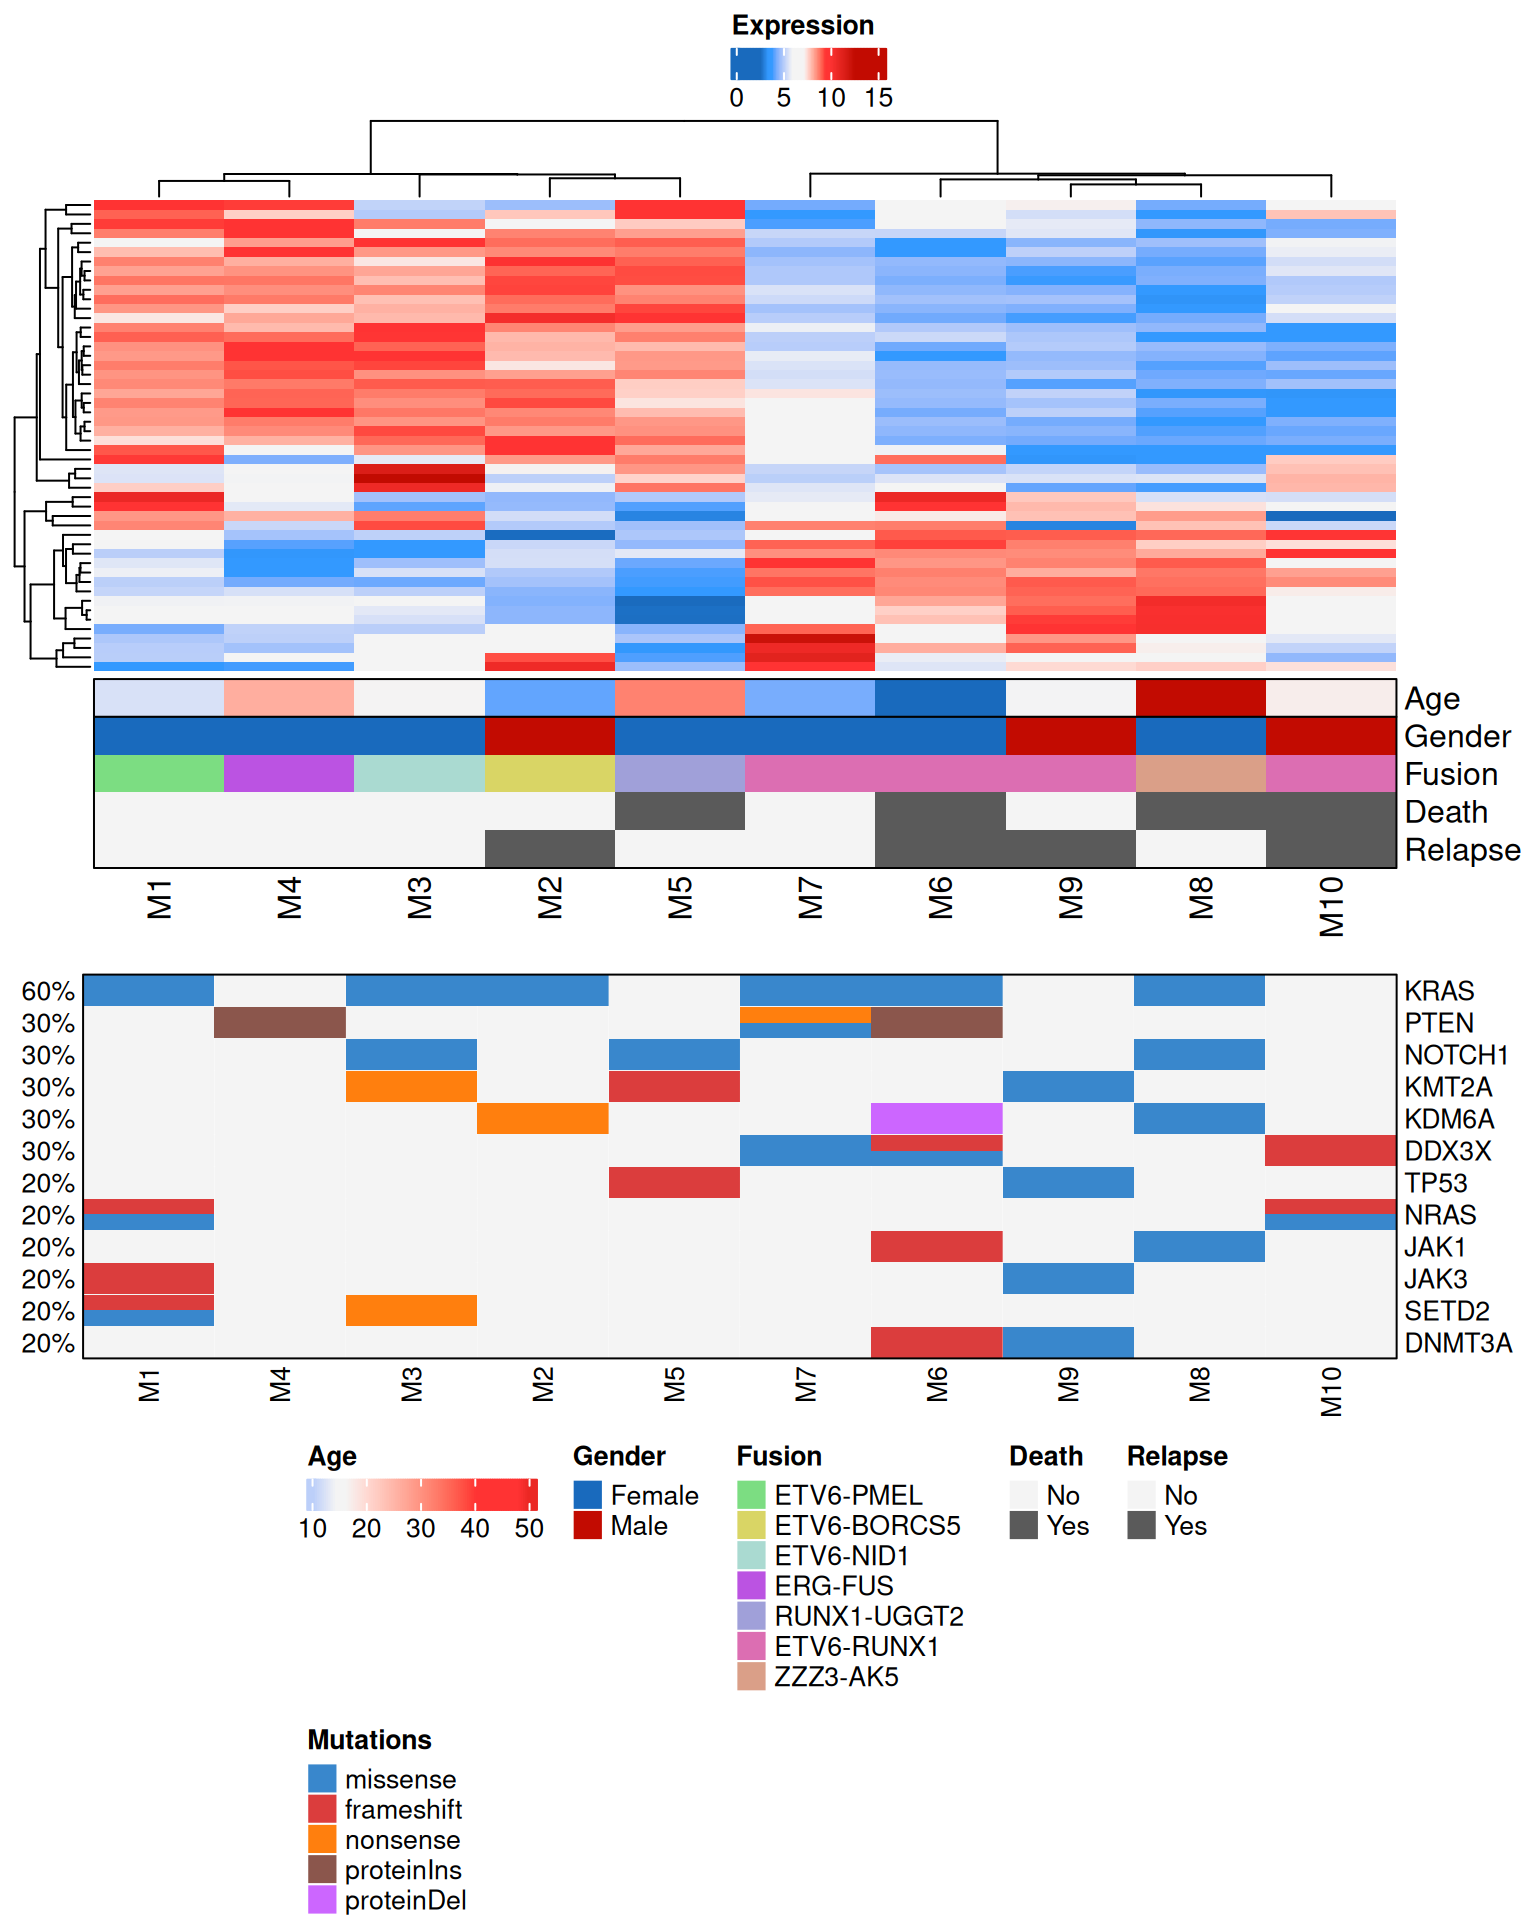 Expression
0 5 10 15
Age
Gender
Fusion
Death
Relapse
M1 M4 M3 M2 M5 M7 M6 M9 M8 M10
60% KRAS
30% PTEN
30% NOTCH1
30% KMT2A
30% KDM6A
30% DDX3X
20% TP53
20% NRAS
20% JAK1
20% JAK3
20% SETD2
20% DNMT3A
M1 M4 M3 M2 M5 M7 M6 M9 M8 M10
Age
10 20 30 40 50
Gender
Female
Male
Fusion
ETV6-PMEL
ETV6-BORCS5
ETV6-NID1
ERG-FUS
RUNX1-UGGT2
ETV6-RUNX1
ZZZ3-AK5
Death
No
Yes
Relapse
No
Yes
Mutations
missense
frameshift
nonsense
proteinIns
proteinDel